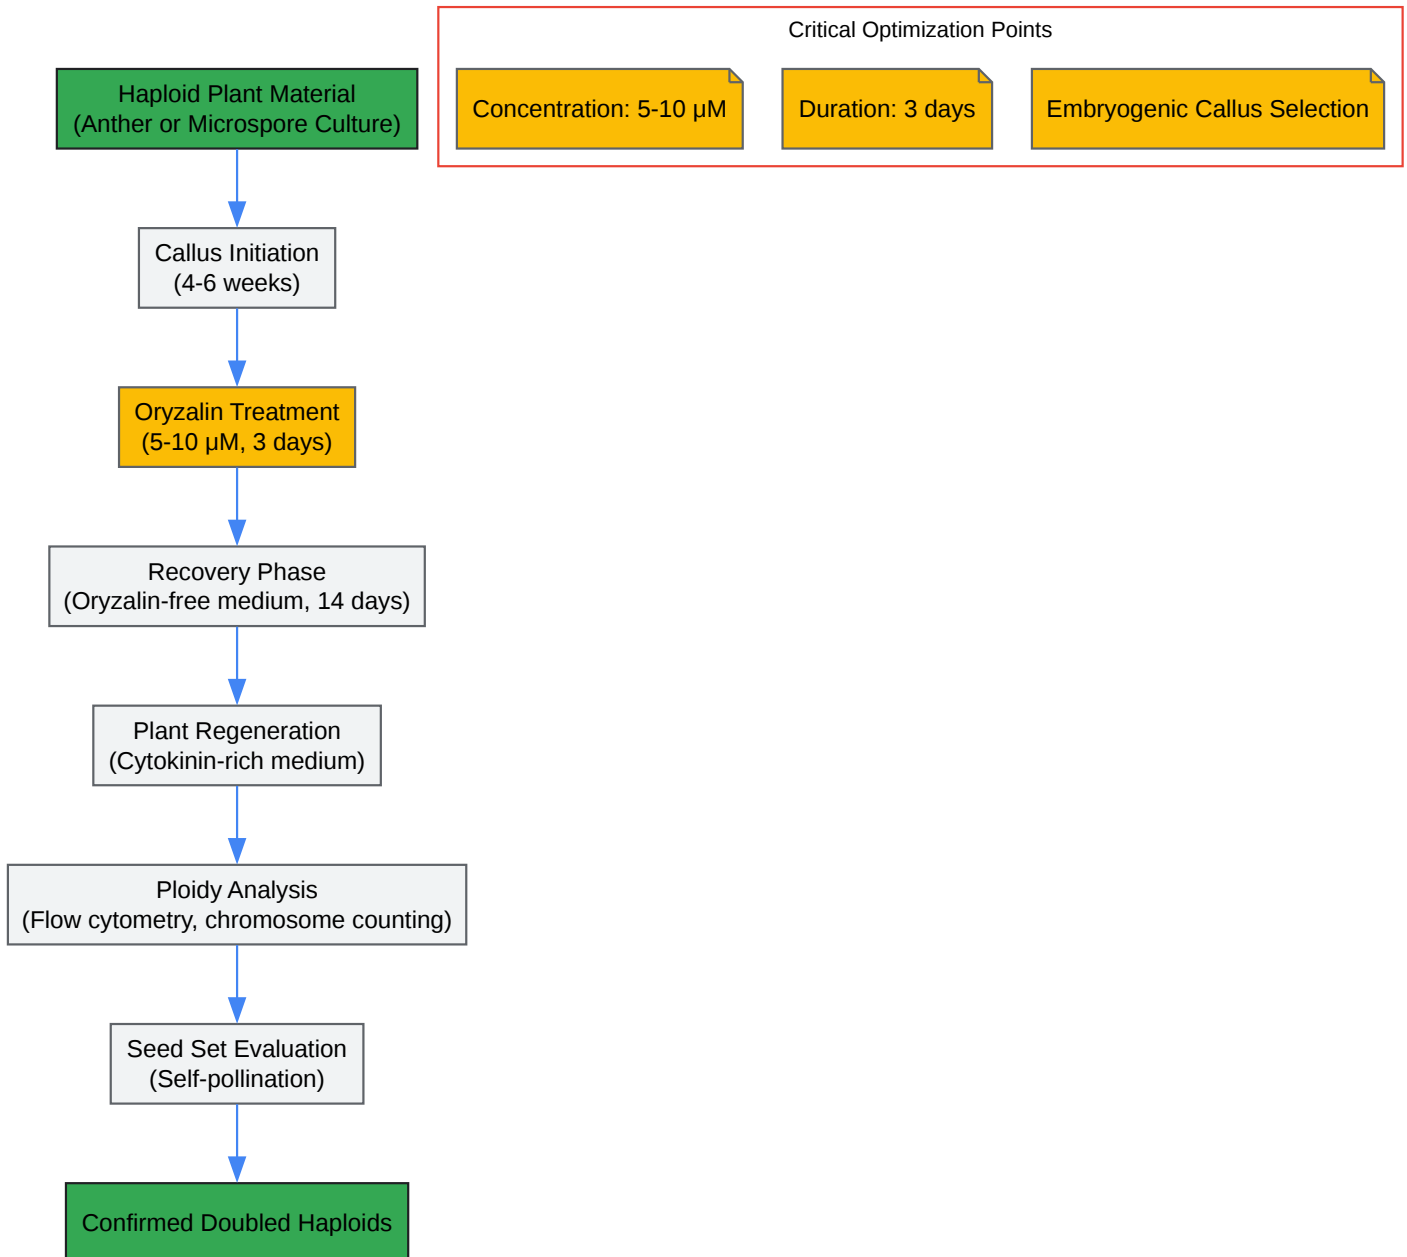 Critical Optimization Points
Concentration: 5-10 μM
Duration: 3 days
Embryogenic Callus Selection
Haploid Plant Material
(Anther or Microspore Culture)
Callus Initiation
(4-6 weeks)
Oryzalin Treatment
(5-10 μM, 3 days)
Recovery Phase
(Oryzalin-free medium, 14 days)
Plant Regeneration
(Cytokinin-rich medium)
Ploidy Analysis
(Flow cytometry, chromosome counting)
Seed Set Evaluation
(Self-pollination)
Confirmed Doubled Haploids